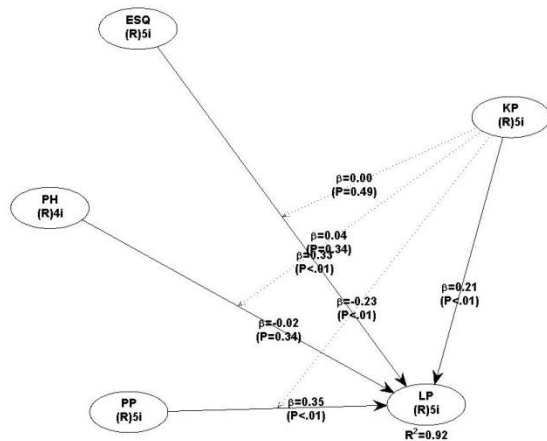 ESQ
(R)5i
KP
(R)5i
β=0.00
(P=0.49)
PH
(R)4i
β=0.04
(P=0.34)
β=0.33
(P<.01)
β=0.21
(P<.01)
β=-0.23
(P<.01)
β=-0.02
(P=0.34)
PP
(R)5i
β=0.35
(P<.01)
LP
(R)5i
R²=0.92